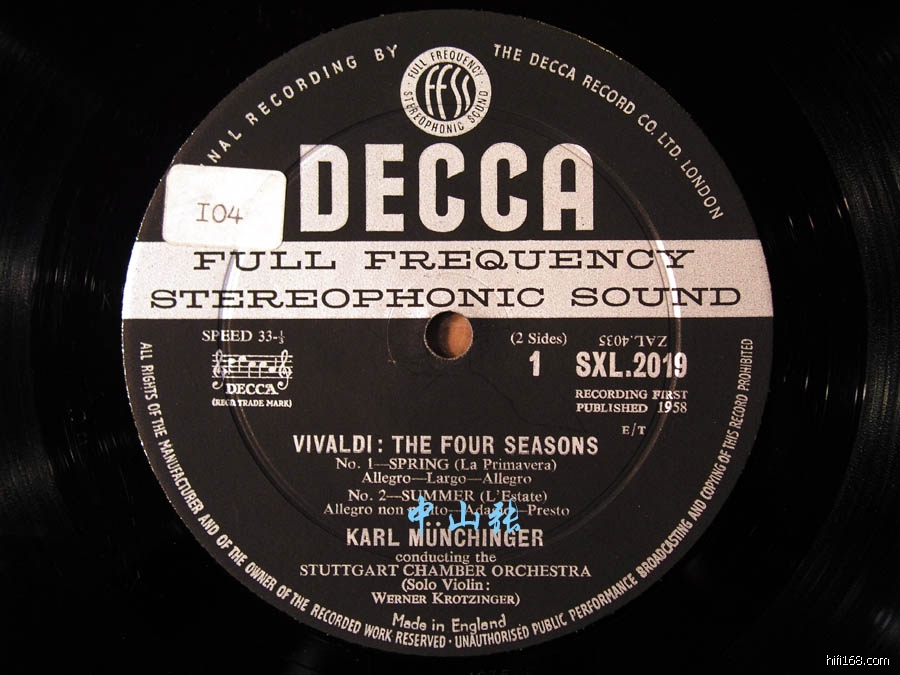 NAL RECORDING BY
THE DECCA RECORD CO. LTD. LONDON
FULL FREQUENCY
STEREOPHONIC SOUND
FFSS
DECCA
I04
FULL FREQUENCY
STEREOPHONIC SOUND
SPEED 33-⅓
DECCA
(REGD TRADE MARK)
(2 Sides)
1
ZAL.4035
SXL.2019
RECORDING FIRST
PUBLISHED 1958
E/T
VIVALDI: THE FOUR SEASONS
No. 1—SPRING (La Primavera)
Allegro—Largo—Allegro
No. 2—SUMMER (L'Estate)
Allegro non molto—Adagio—Presto
中.山张
KARL MÜNCHINGER
conducting the
STUTTGART CHAMBER ORCHESTRA
(Solo Violin:
WERNER KROTZINGER)
Made in England
ALL RIGHTS OF THE MANUFACTURER AND OF THE OWNER OF THE RECORDED WORK RESERVED · UNAUTHORISED PUBLIC PERFORMANCE BROADCASTING AND COPYING OF THIS RECORD PROHIBITED
hifi168.com